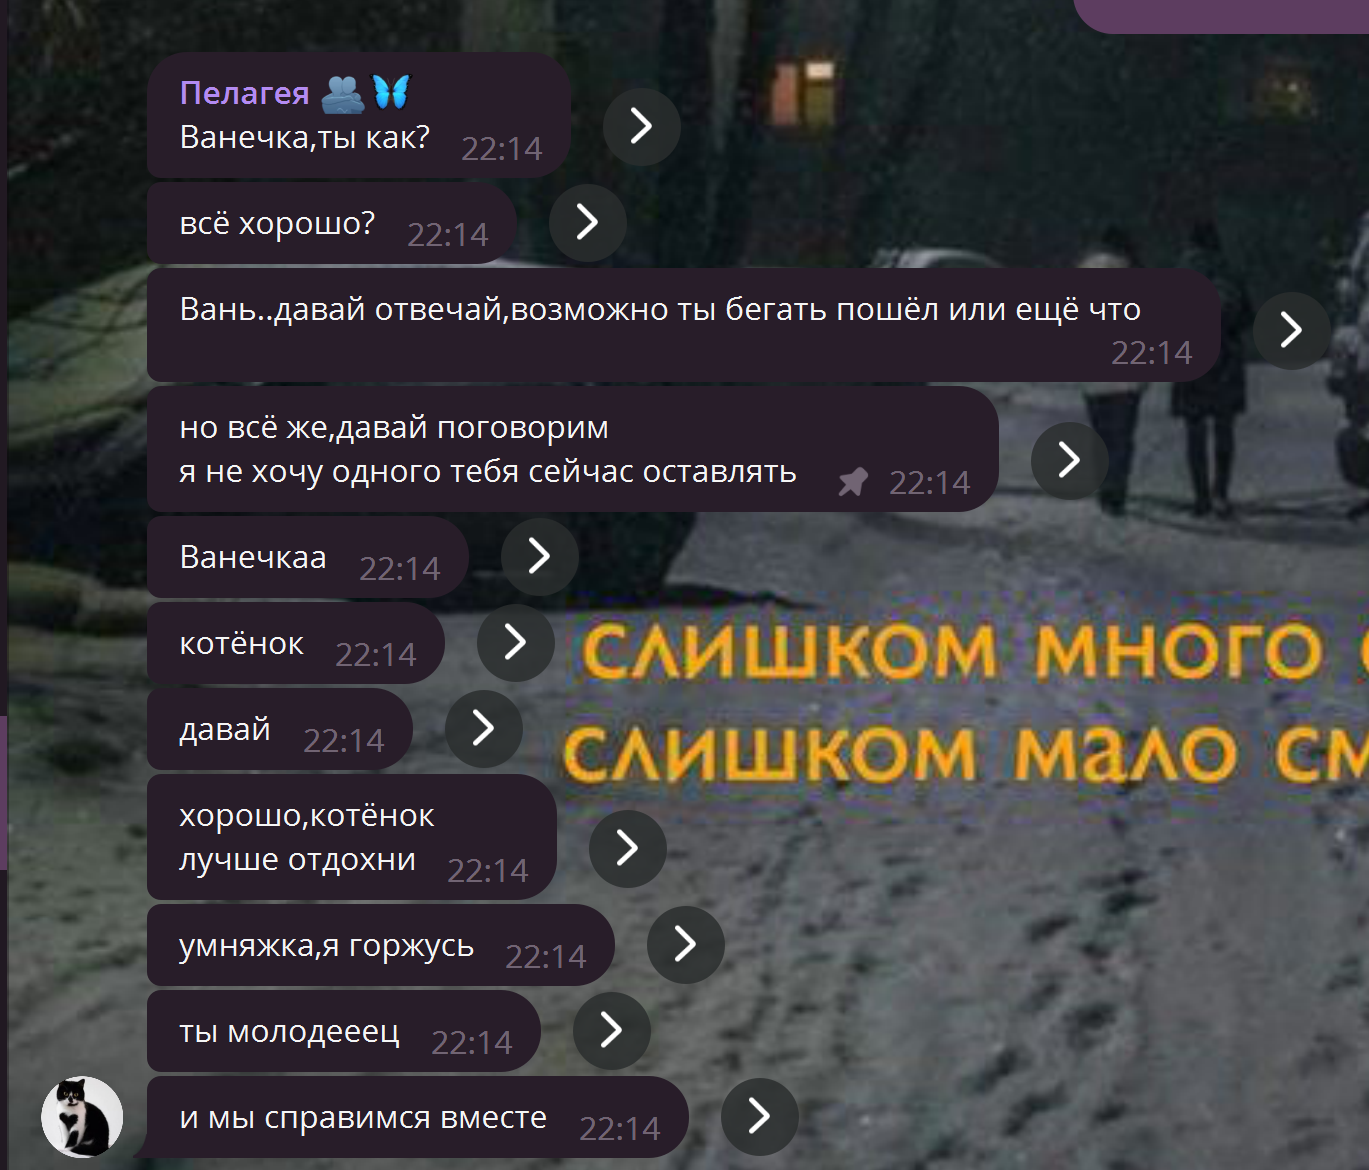 Пелагея
Ванечка,ты как?
22:14
всё хорошо?
22:14
Вань..давай отвечай,возможно ты бегать пошёл или ещё что
22:14
но всё же,давай поговорим
я не хочу одного тебя сейчас оставлять
22:14
Ванечкаа
22:14
котёнок
22:14
слишком много
давай
22:14
слишком мало см
хорошо,котёнок
лучше отдохни
22:14
умняжка,я горжусь
22:14
ты молодееец
22:14
и мы справимся вместе
22:14